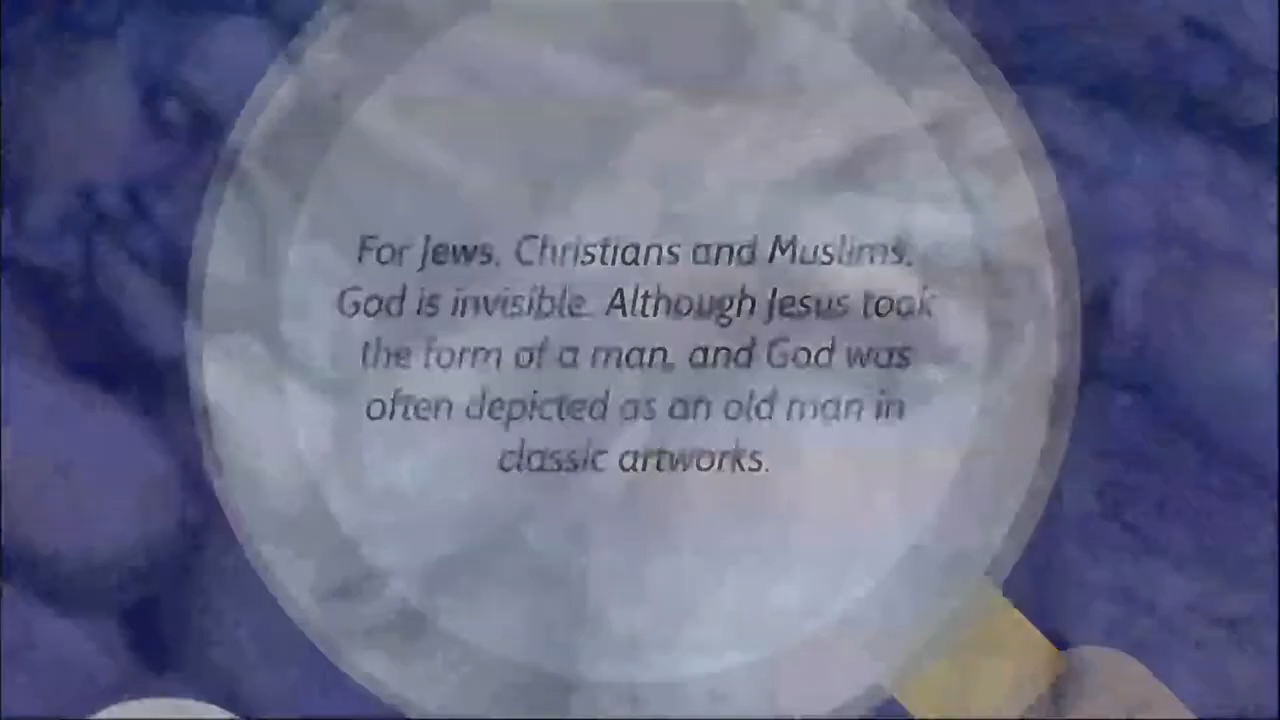 For Jews, Christians and Muslims,
God is invisible. Although Jesus took
the form of a man, and God was
often depicted as an old man in
classic artworks.